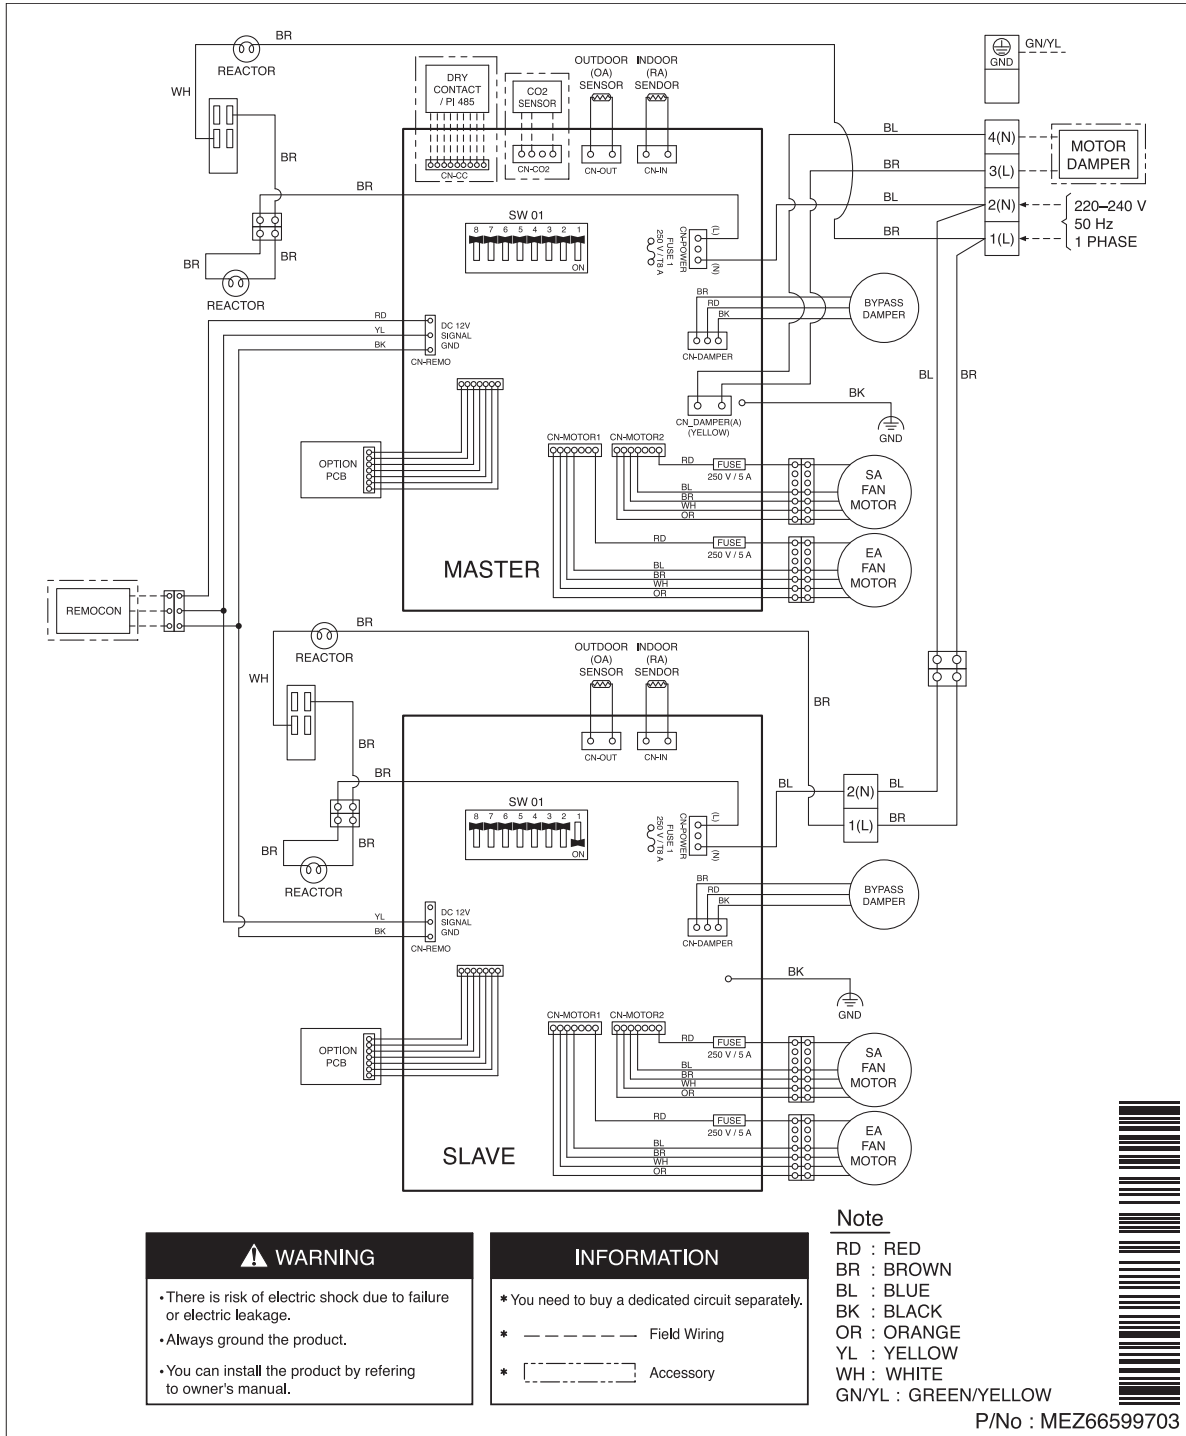 BR
REACTOR
WH
BR
BR
BR
BR
REACTOR
DRY
CONTACT
/ PI 485
CN-CC
CO2
SENSOR
CN-CO2
OUTDOOR
(OA)
SENSOR
CN-OUT
INDOOR
(RA)
SENDOR
CN-IN
GND
GN/YL
BL
4(N)
BR
3(L)
BL
2(N)
BR
1(L)
MOTOR
DAMPER
220–240 V
50 Hz
1 PHASE
SW 01
8 7 6 5 4 3 2 1
ON
250 V / T8 A
FUSE 1
CN-POWER
(L)
(N)
BR
RD
BK
CN-DAMPER
BYPASS
DAMPER
RD
YL
BK
DC 12V
SIGNAL
GND
CN-REMO
CN_DAMPER(A)
(YELLOW)
BK
GND
BL
BR
OPTION
PCB
CN-MOTOR1
CN-MOTOR2
RD
FUSE
250 V / 5 A
BL
BR
WH
OR
SA
FAN
MOTOR
RD
FUSE
250 V / 5 A
BL
BR
WH
OR
EA
FAN
MOTOR
MASTER
REMOCON
BR
REACTOR
WH
BR
BR
BR
BR
REACTOR
OUTDOOR
(OA)
SENSOR
CN-OUT
INDOOR
(RA)
SENDOR
CN-IN
BR
BL
2(N)
BL
1(L)
BR
SW 01
8 7 6 5 4 3 2 1
ON
250 V / T8 A
FUSE 1
CN-POWER
(L)
(N)
BR
RD
BK
CN-DAMPER
BYPASS
DAMPER
YL
BK
DC 12V
SIGNAL
GND
CN-REMO
BK
GND
OPTION
PCB
CN-MOTOR1
CN-MOTOR2
RD
FUSE
250 V / 5 A
BL
BR
WH
OR
SA
FAN
MOTOR
RD
FUSE
250 V / 5 A
BL
BR
WH
OR
EA
FAN
MOTOR
SLAVE
WARNING
• There is risk of electric shock due to failure
or electric leakage.
• Always ground the product.
• You can install the product by refering
to owner's manual.
INFORMATION
* You need to buy a dedicated circuit separately.
* Field Wiring
* Accessory
Note
RD : RED
BR : BROWN
BL : BLUE
BK : BLACK
OR : ORANGE
YL : YELLOW
WH : WHITE
GN/YL : GREEN/YELLOW
P/No : MEZ66599703